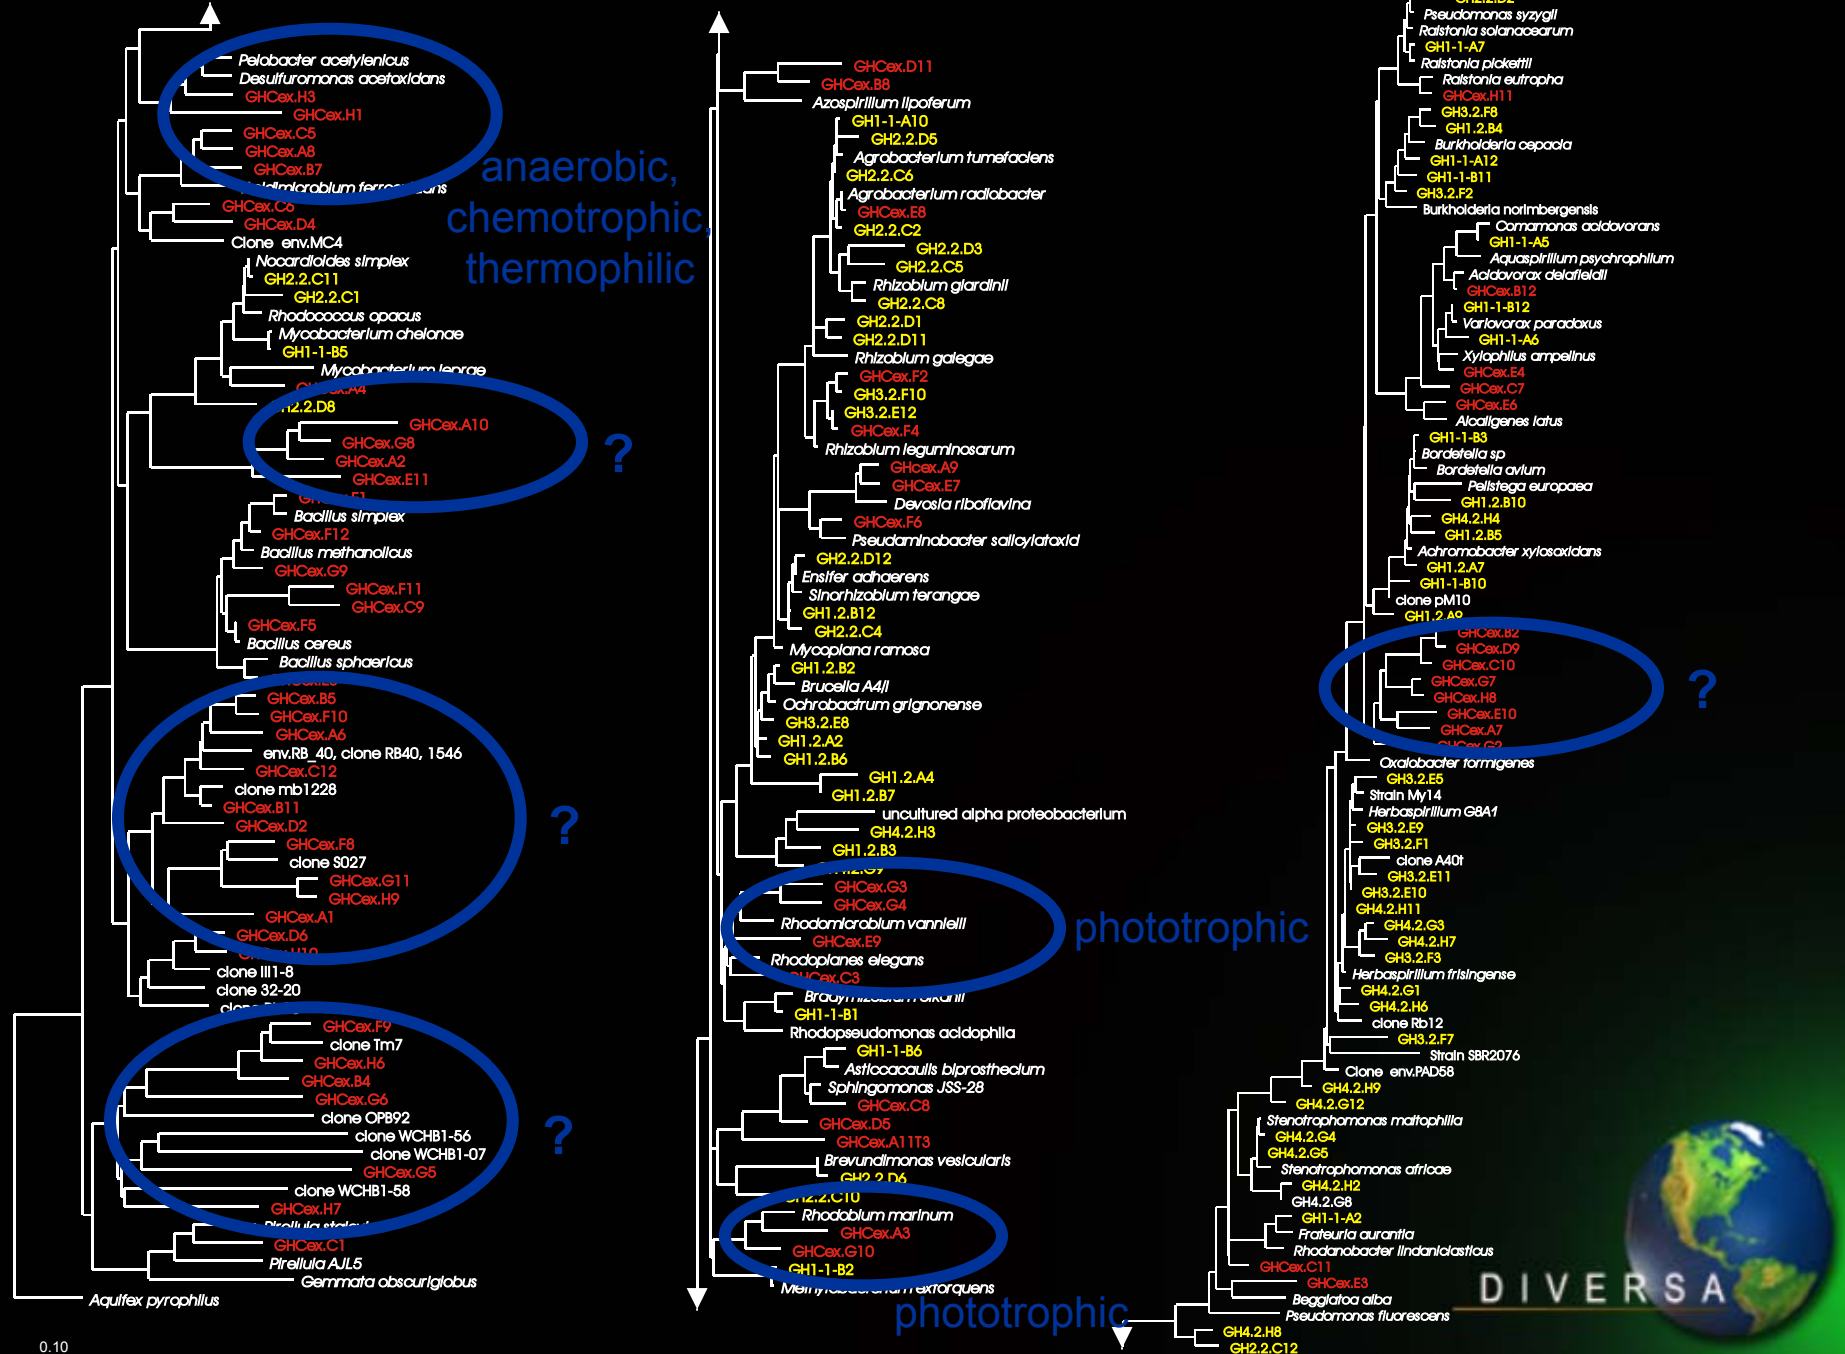 Pelobacter acetylenicus
Desulfuromonas acetoxidans
GHCex.H3
GHCex.H1
GHCex.C5
GHCex.A8
GHCex.B7
GHCex.C6
GHCex.D4
Clone env.MC4
Nocardioides simplex
GH2.2.C11
GH2.2.C1
Rhodococcus opacus
Mycobacterium chelonae
GH1-1-B5
Mycobacterium leprae
GHCex.A4
GH2.2.D8
GHCex.A10
GHCex.G8
GHCex.A2
GHCex.E11
Bacillus simplex
GHCex.F12
Bacillus methanolicus
GHCex.G9
GHCex.F11
GHCex.C9
GHCex.F5
Bacillus cereus
Bacillus sphaericus
GHCex.B5
GHCex.F10
GHCex.A6
env.RB_40, clone RB40, 1546
GHCex.C12
clone mb1228
GHCex.B11
GHCex.D2
GHCex.F8
clone S027
GHCex.G11
GHCex.H9
GHCex.A1
GHCex.D6
clone III1-8
clone 32-20
GHCex.F9
clone Tm7
GHCex.H6
GHCex.B4
GHCex.G6
clone OPB92
clone WCHB1-56
clone WCHB1-07
GHCex.G5
clone WCHB1-58
GHCex.H7
GHCex.C1
Pirellula AJL5
Gemmata obscuriglobus
Aquifex pyrophilus
0.10
anaerobic,
chemotrophic,
thermophilic
?
?
?
GHCex.D11
GHCex.B8
Azospirillum lipoferum
GH1-1-A10
GH2.2.D5
Agrobacterium tumefaciens
GH2.2.C6
Agrobacterium radiobacter
GHCex.E8
GH2.2.C2
GH2.2.D3
GH2.2.C5
Rhizobium giardinii
GH2.2.C8
GH2.2.D1
GH2.2.D11
Rhizobium galegae
GHCex.F2
GH3.2.F10
GH3.2.E12
GHCex.F4
Rhizobium leguminosarum
GHcex.A9
GHCex.E7
Devosia riboflavina
GHCex.F6
Pseudaminobacter salicylatoxid
GH2.2.D12
Ensifer adhaerens
Sinorhizobium terangae
GH1.2.B12
GH2.2.C4
Mycoplana ramosa
GH1.2.B2
Brucella A4/I
Ochrobactrum grignonense
GH3.2.E8
GH1.2.A2
GH1.2.B6
GH1.2.A4
GH1.2.B7
uncultured alpha proteobacterium
GH4.2.H3
GH1.2.B3
GHCex.G3
GHCex.G4
Rhodomicrobium vannielii
GHCex.E9
Rhodoplanes elegans
GHCex.C3
GH1-1-B1
Rhodopseudomonas acidophila
GH1-1-B6
Asticcacaulis biprosthecium
Sphingomonas JSS-28
GHCex.C8
GHCex.D5
GHCex.A11T3
Brevundimonas vesicularis
GH2.2.D6
GH2.2.C10
Rhodobium marinum
GHCex.A3
GHCex.G10
GH1-1-B2
phototrophic
phototrophic
Pseudomonas syzygii
Ralstonia solanacearum
GH1-1-A7
Ralstonia pickettii
Ralstonia eutropha
GHCex.H11
GH3.2.F8
GH1.2.B4
Burkholderia cepacia
GH1-1-A12
GH1-1-B11
GH3.2.F2
Burkholderia norimbergensis
Comamonas acidovorans
GH1-1-A5
Aquaspirillum psychrophilum
Acidovorax delafieldii
GHCex.B12
GH1-1-B12
Variovorax paradoxus
GH1-1-A6
Xylophilus ampelinus
GHCex.E4
GHCex.C7
GHCex.E6
Alcaligenes latus
GH1-1-B3
Bordetella sp
Bordetella avium
Pelistega europaea
GH1.2.B10
GH4.2.H4
GH1.2.B5
Achromobacter xylosoxidans
GH1.2.A7
GH1-1-B10
clone pM10
GH1.2.A9
GHCex.B2
GHCex.D9
GHCex.C10
GHCex.G7
GHCex.H8
GHCex.E10
GHCex.A7
GHCex.G2
?
Oxalobacter formigenes
GH3.2.E5
Strain My14
Herbaspirillum G8A1
GH3.2.E9
GH3.2.F1
clone A40t
GH3.2.E11
GH3.2.E10
GH4.2.H11
GH4.2.G3
GH4.2.H7
GH3.2.F3
Herbaspirillum frisingense
GH4.2.G1
GH4.2.H6
clone Rb12
GH3.2.F7
Strain SBR2076
Clone env.PAD58
GH4.2.H9
GH4.2.G12
Stenotrophomonas maltophilia
GH4.2.G4
GH4.2.G5
Stenotrophomonas africae
GH4.2.H2
GH4.2.G8
GH1-1-A2
Frateuria aurantia
Rhodanobacter lindaniclasticus
GHCex.C11
GHCex.E3
Beggiatoa alba
Pseudomonas fluorescens
GH4.2.H8
GH2.2.C12
DIVERSA